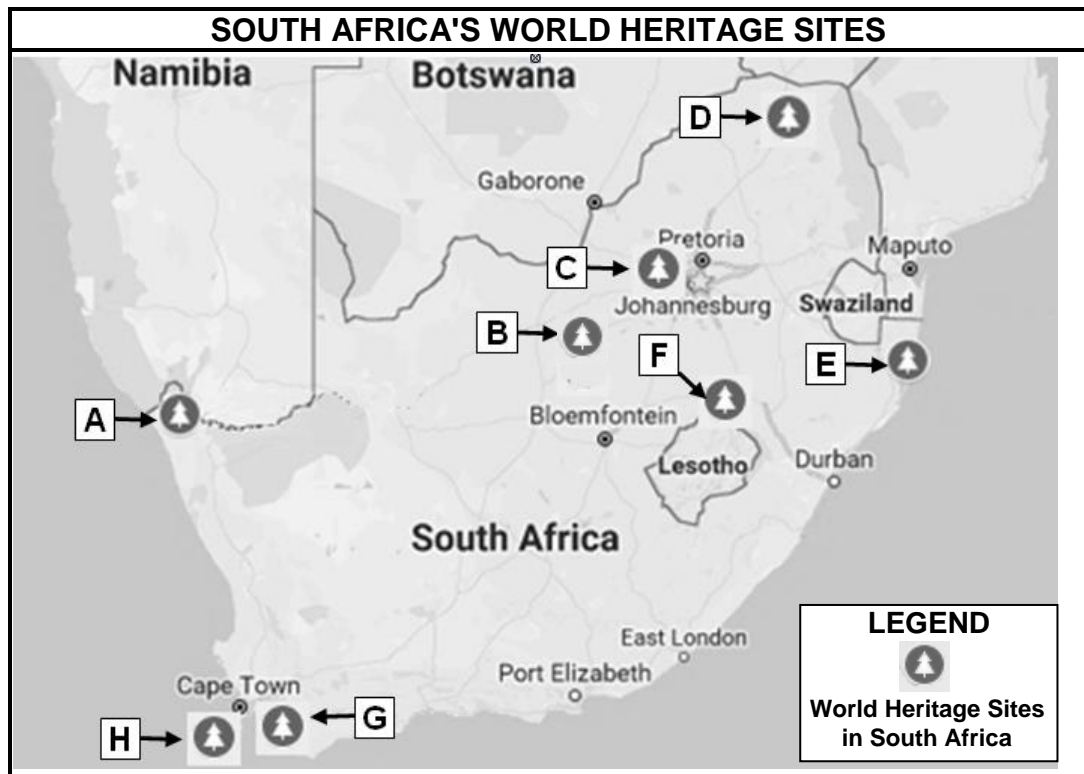 SOUTH AFRICA'S WORLD HERITAGE SITES
Namibia
Botswana
D
Gaborone
Pretoria
Maputo
C
Johannesburg
Swaziland
B
F
E
A
Bloemfontein
Lesotho
Durban
South Africa
East London
Port Elizabeth
Cape Town
G
H
LEGEND
World Heritage Sites
in South Africa